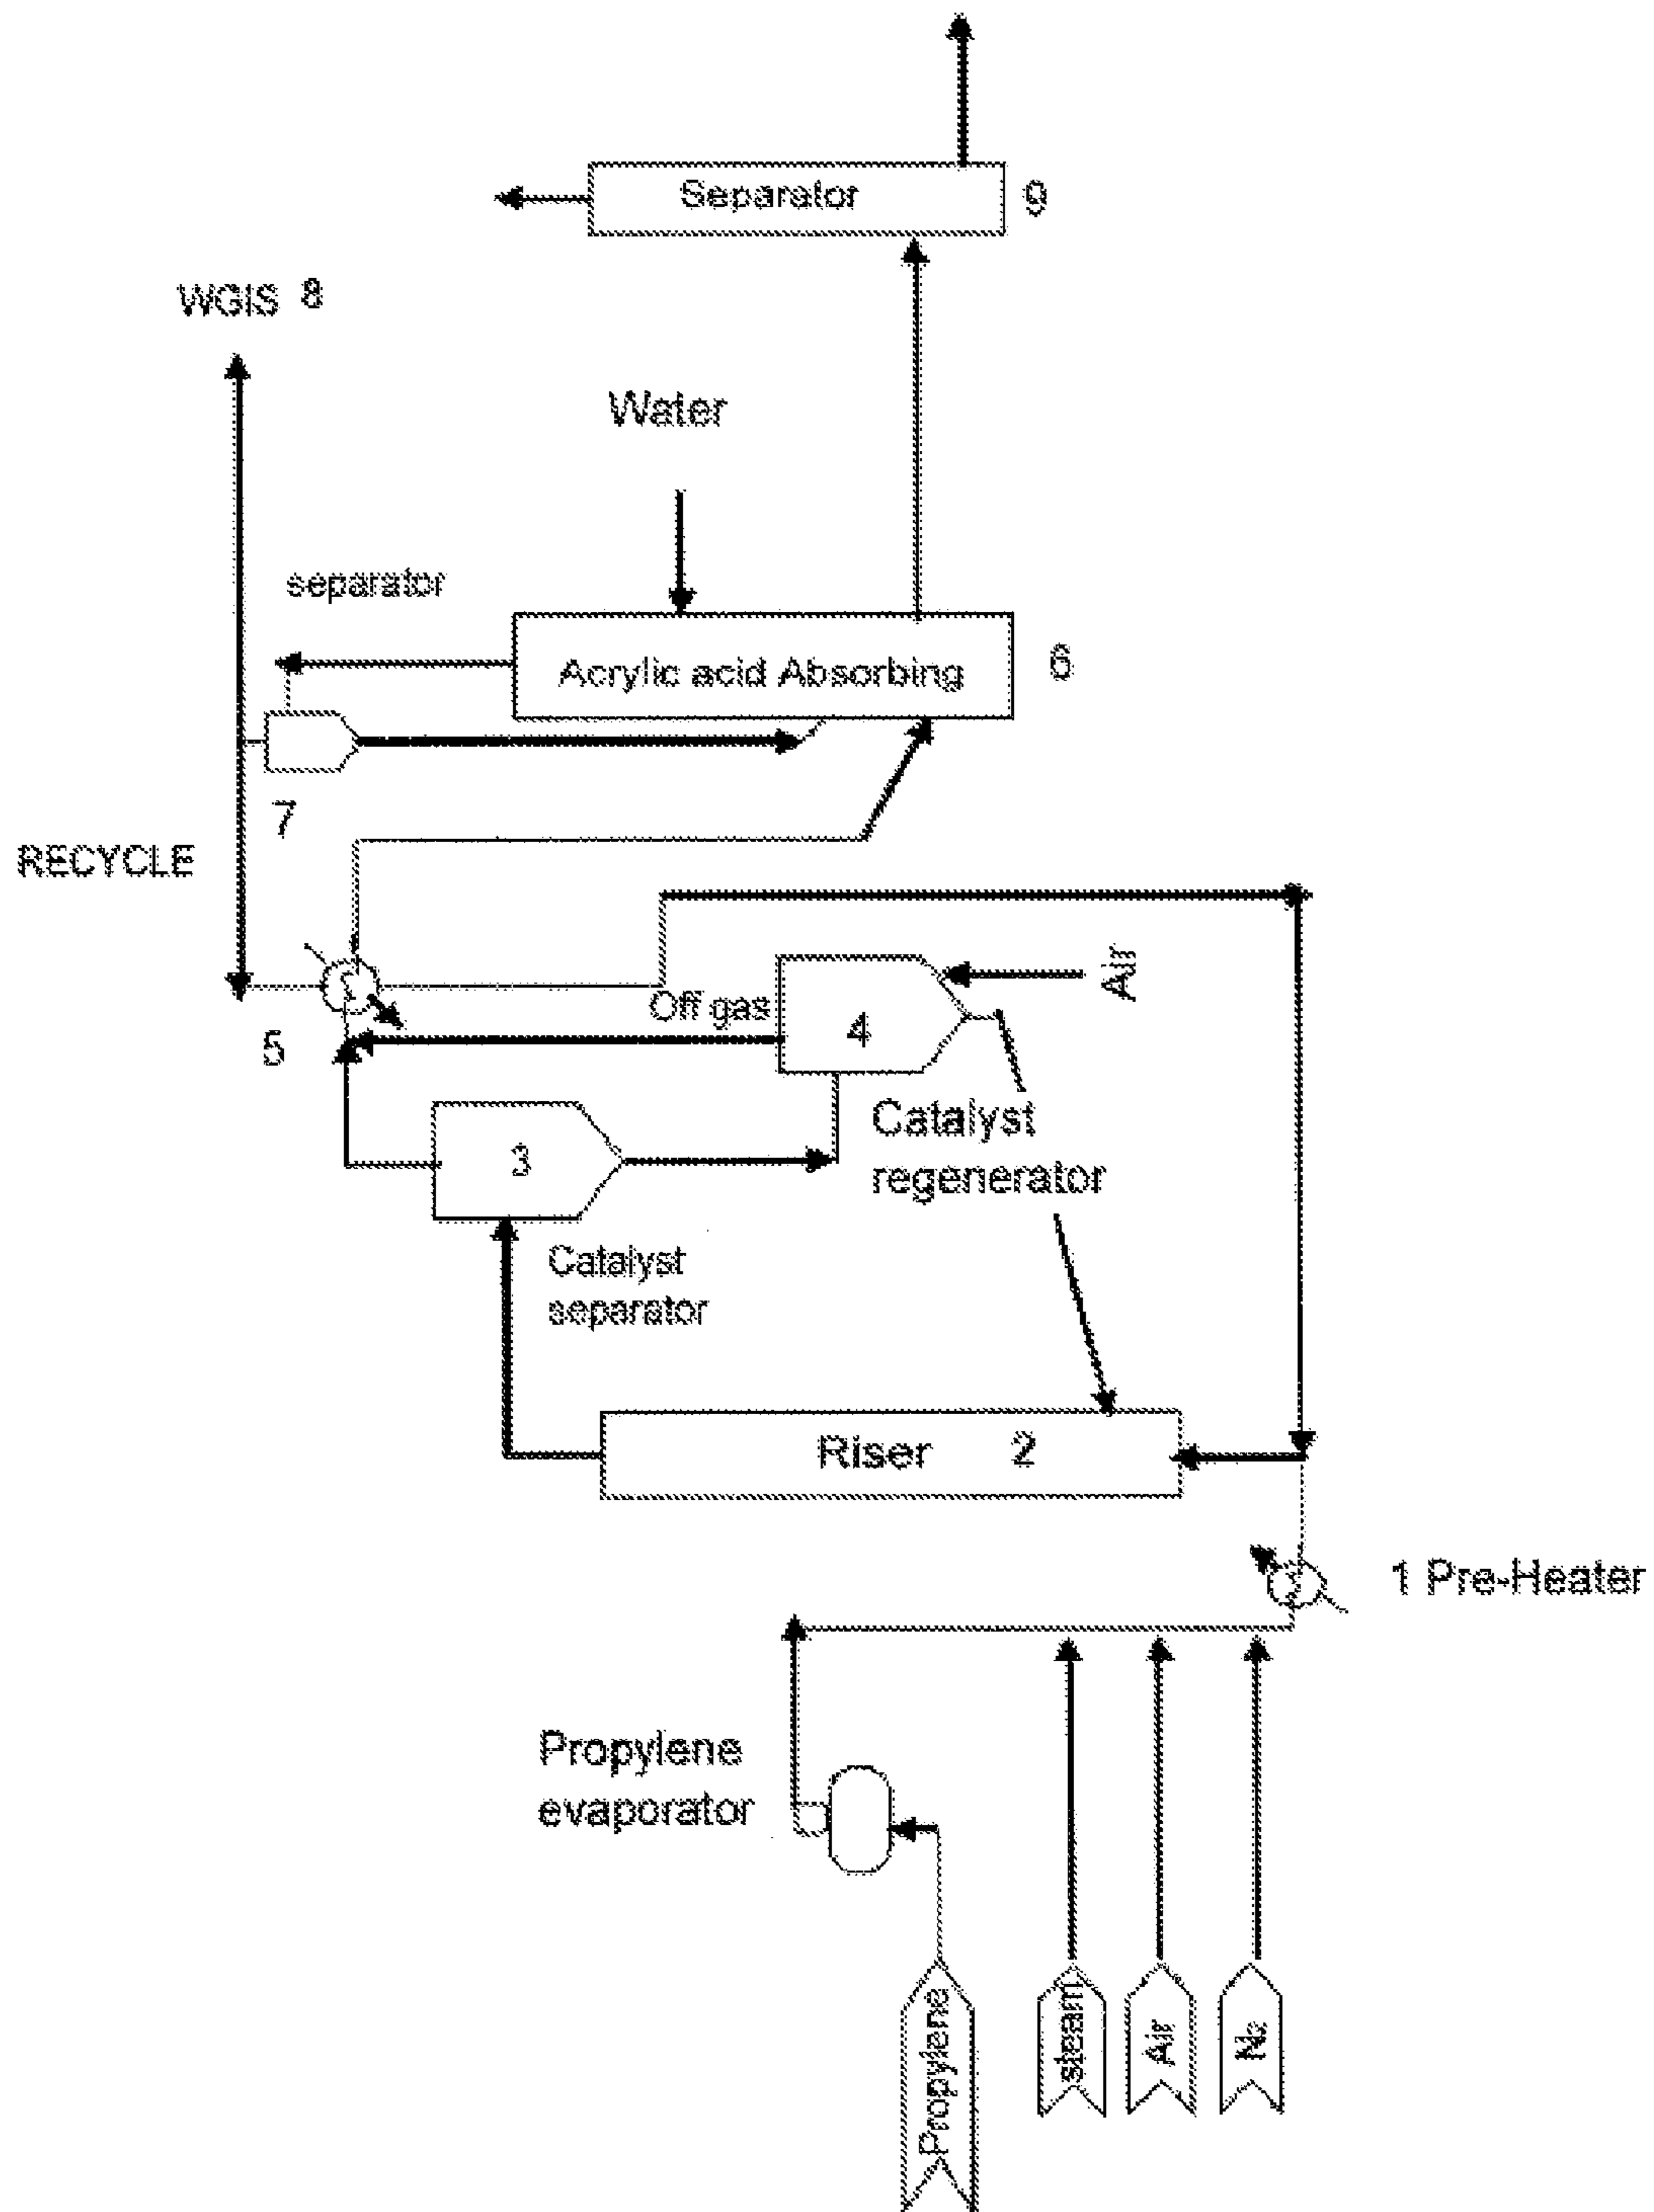 Separator
9
WGIS 8
Water
separator
Acrylic acid Absorbing
6
7
RECYCLE
Air
Off gas
4
5
Catalyst
regenerator
3
Catalyst
separator
Riser 2
1 Pre-Heater
Propylene
evaporator
Propylene
steam
Air
N₂